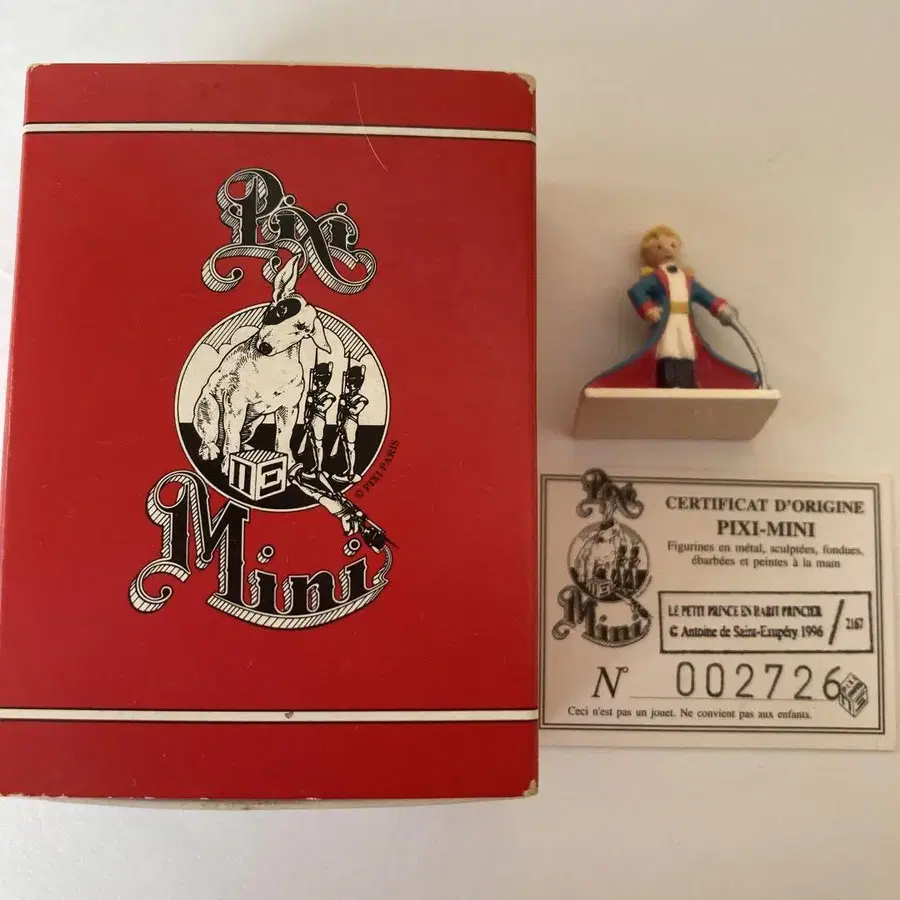 Pixi
© PIXI PARIS
Mini
Pixi
Mini
CERTIFICAT D'ORIGINE
PIXI-MINI
Figurines en métal, sculptées, fondues,
ébarbées et peintes à la main
LE PETIT PRINCE EN HABIT PRINCIER
© Antoine de Saint-Exupéry 1996 / 2167
N° 002726
Ceci n'est pas un jouet. Ne convient pas aux enfants.